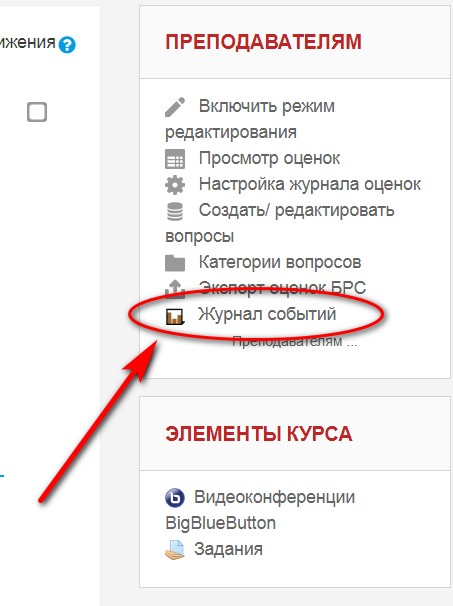 ижения
ПРЕПОДАВАТЕЛЯМ
Включить режим
редактирования
Просмотр оценок
Настройка журнала оценок
Создать/ редактировать
вопросы
Категории вопросов
Экспорт оценок БРС
Журнал событий
Преподавателям ...
ЭЛЕМЕНТЫ КУРСА
Видеоконференции
BigBlueButton
Задания